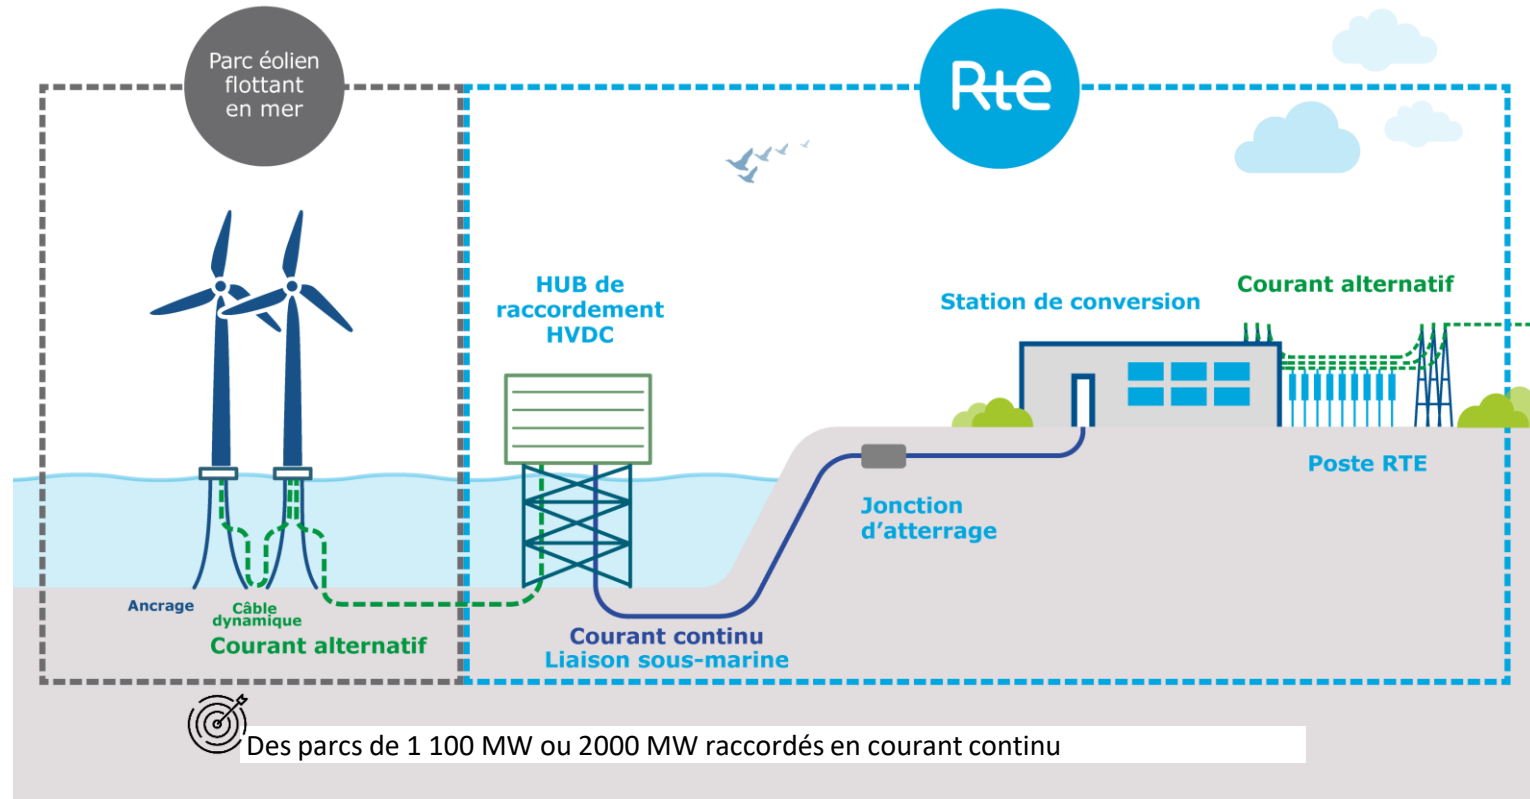 Parc éolien
flottant
en mer
Rte
HUB de
raccordement
HVDC
Station de conversion
Courant alternatif
Poste RTE
Jonction
d’atterrage
Ancrage
Câble
dynamique
Courant alternatif
Courant continu
Liaison sous-marine
Des parcs de 1 100 MW ou 2000 MW raccordés en courant continu